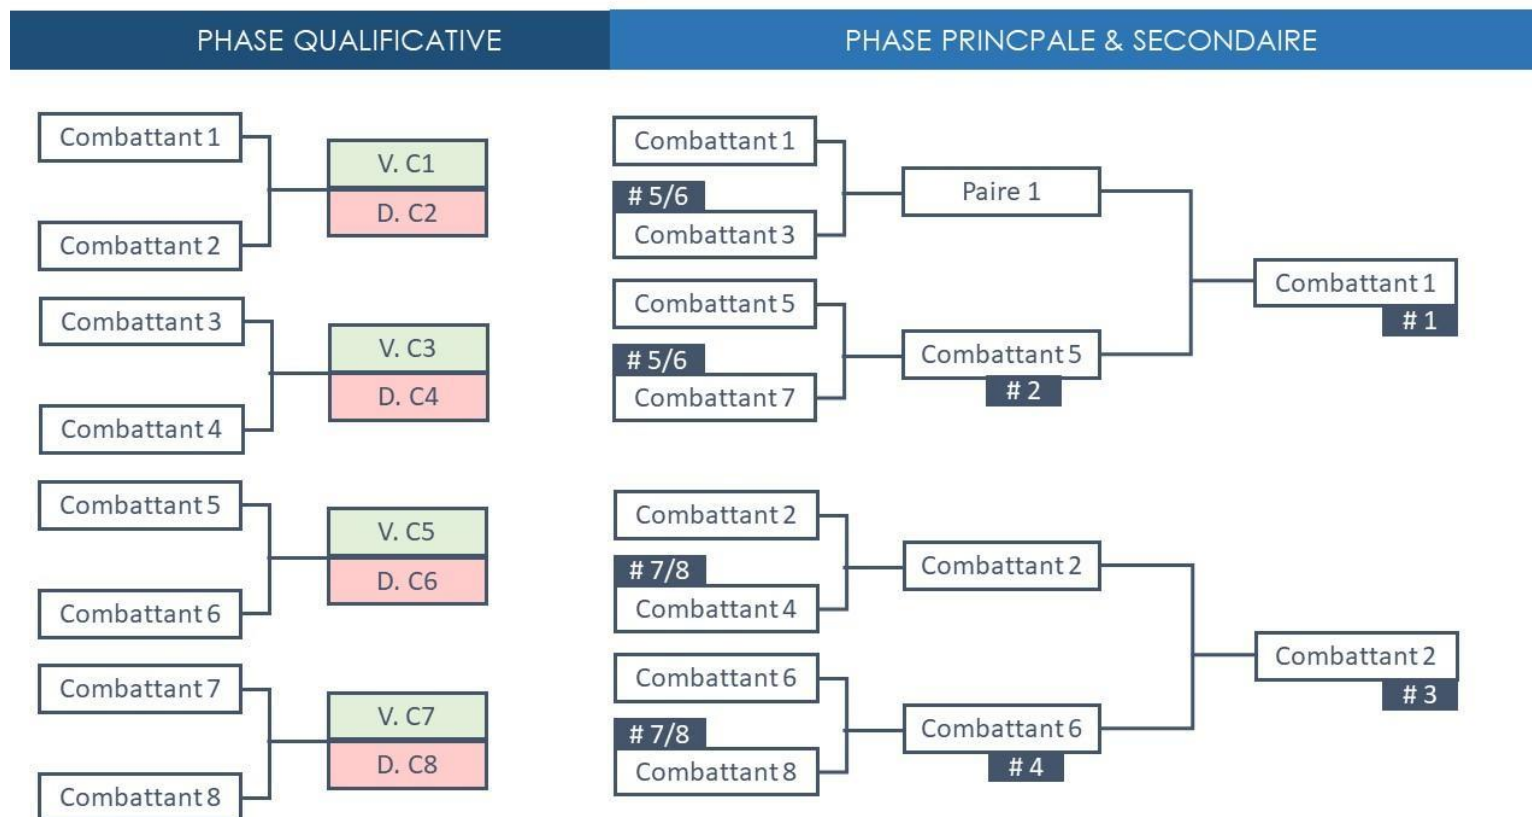 PHASE QUALIFICATIVE
PHASE PRINCPALE & SECONDAIRE
Combattant 1
V. C1
D. C2
Combattant 2
Combattant 3
V. C3
D. C4
Combattant 4
Combattant 5
V. C5
D. C6
Combattant 6
Combattant 7
V. C7
D. C8
Combattant 8
Combattant 1
# 5/6
Combattant 3
Paire 1
Combattant 5
# 5/6
Combattant 7
Combattant 5
# 2
Combattant 1
# 1
Combattant 2
# 7/8
Combattant 4
Combattant 2
Combattant 6
# 7/8
Combattant 8
Combattant 6
# 4
Combattant 2
# 3